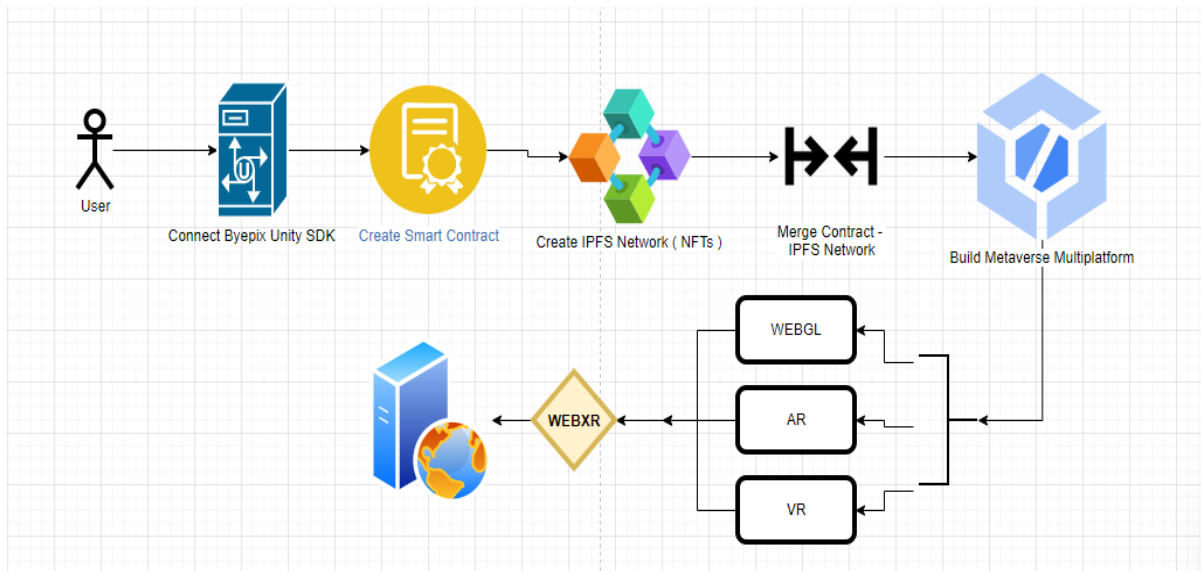 User
Connect Byepix Unity SDK
U
Create Smart Contract
Create IPFS Network ( NFTs )
Merge Contract -
IPFS Network
Build Metaverse Multiplatform
WEBGL
AR
VR
WEBXR